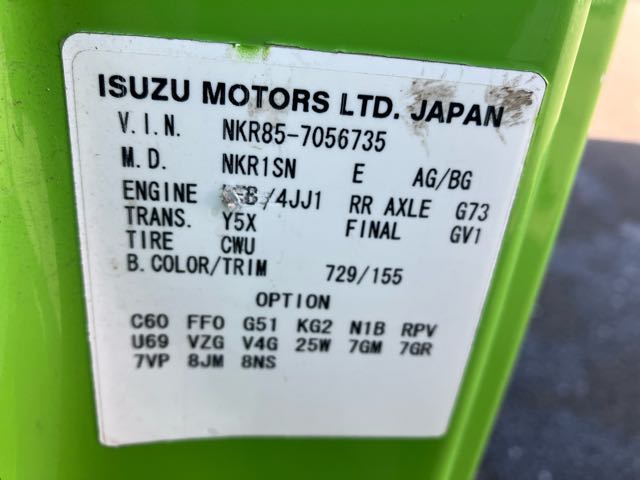 ISUZU MOTORS LTD. JAPAN
V.I.N. NKR85-7056735
M.D. NKR1SN E AG/BG
ENGINE /4JJ1 RR AXLE G73
TRANS. Y5X FINAL GV1
TIRE CWU
B.COLOR/TRIM 729/155
OPTION
C60 FF0 G51 KG2 N1B RPV
U69 VZG V4G 25W 7GM 7GR
7VP 8JM 8NS